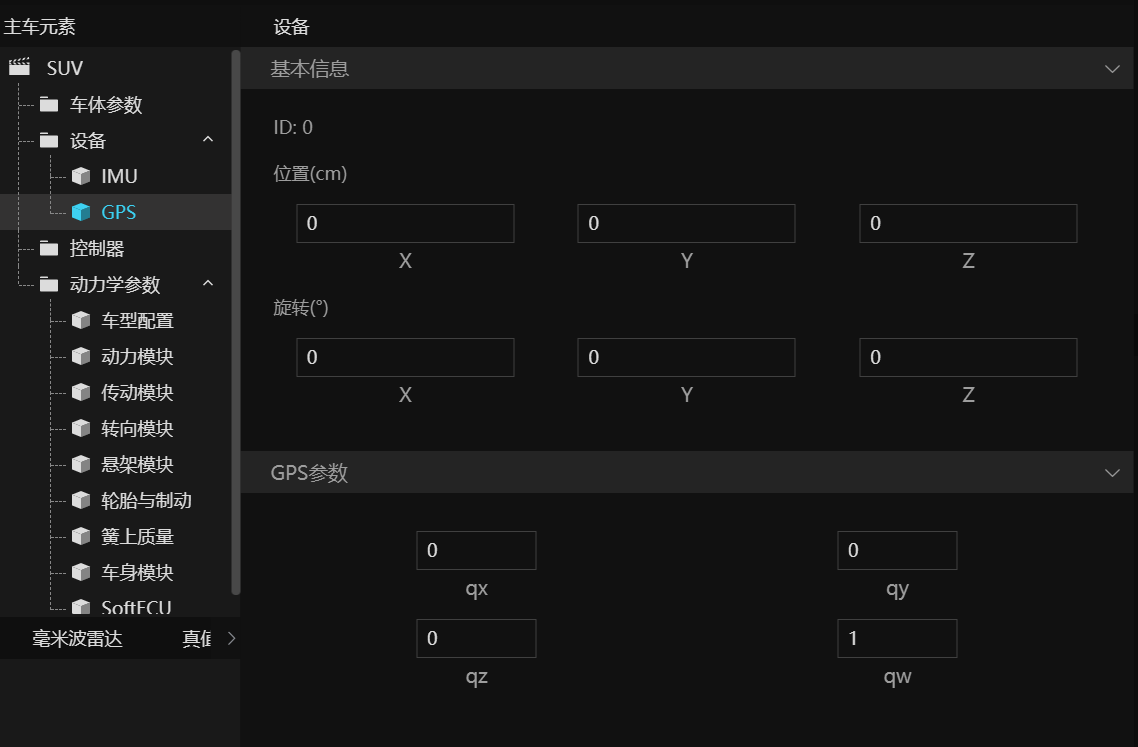 主车元素
SUV
车体参数
设备
IMU
GPS
控制器
动力学参数
车型配置
动力模块
传动模块
转向模块
悬架模块
轮胎与制动
簧上质量
车身模块
SoftECU
毫米波雷达 真值
设备
基本信息
ID: 0
位置(cm)
0 0 0
X Y Z
旋转(°)
0 0 0
X Y Z
GPS参数
0 0
qx qy
0 1
qz qw